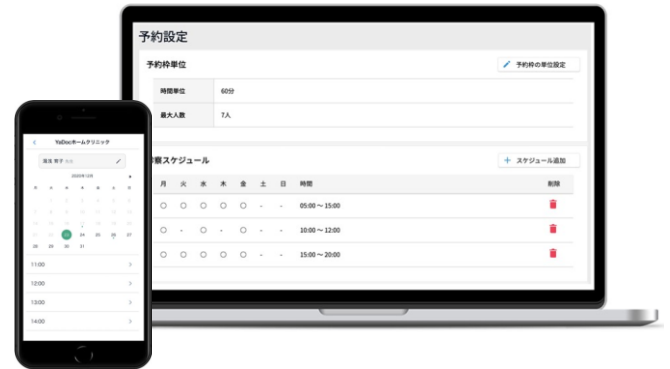 予約設定
予約枠単位
予約枠の単位設定
時間単位 60分
最大人数 7人
察スケジュール
スケジュール追加
月 火 水 木 金 土 日 時間 削除
○ ○ ○ ○ ○ - - 05:00 ~ 15:00
○ - ○ - ○ - - 10:00 ~ 12:00
○ ○ ○ ○ ○ - - 15:00 ~ 20:00
YaDocホームクリニック
2020年12月
23 24 25 26 27
28 29 30 31
11:00
12:00
13:00
14:00